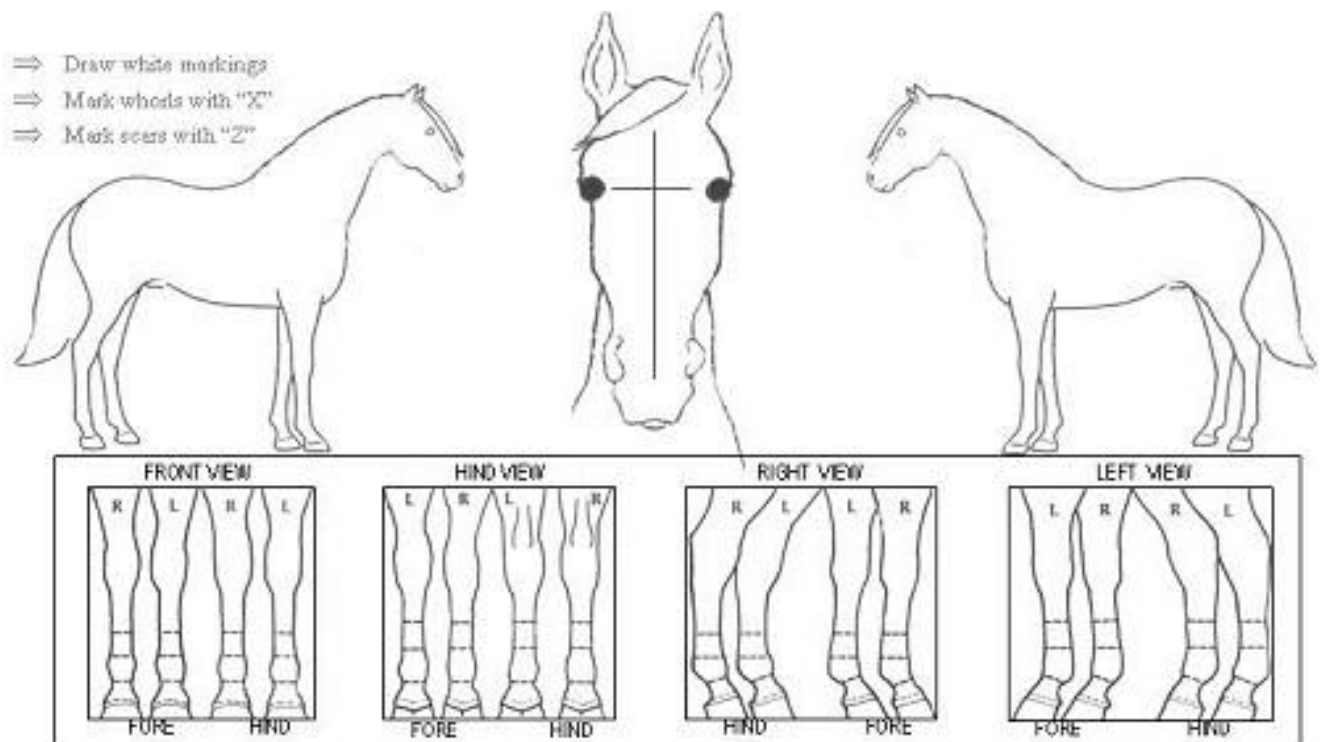 ⇒ Draw white markings
⇒ Mark whorls with "X"
⇒ Mark scars with "Z"
FRONT VIEW HIND VIEW RIGHT VIEW LEFT VIEW
R L R L L R L R R L L R L R R L
FORE HIND FORE HIND HIND FORE FORE HIND